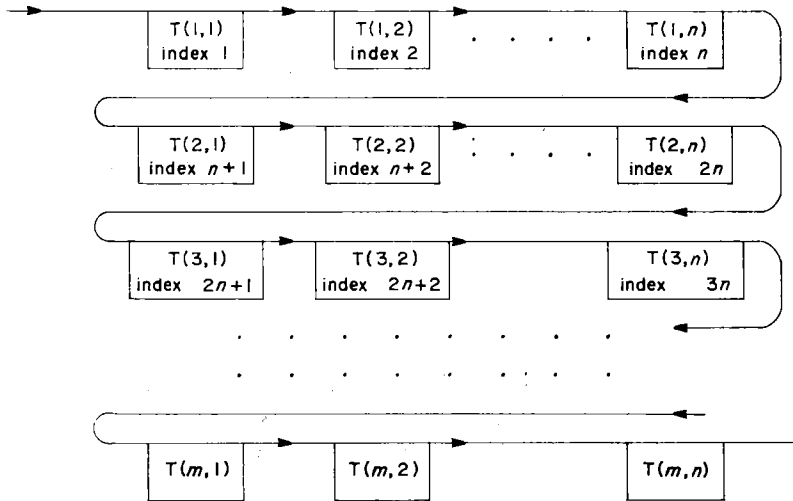 T(1,1) T(1,2) . . . . T(1,n)
index 1 index 2 index n
T(2,1) T(2,2) . . . . T(2,n)
index n+1 index n+2 index 2n
T(3,1) T(3,2) T(3,n)
index 2n+1 index 2n+2 index 3n
. . . . . . . .
. . . . . . . .
T(m,1) T(m,2) T(m,n)